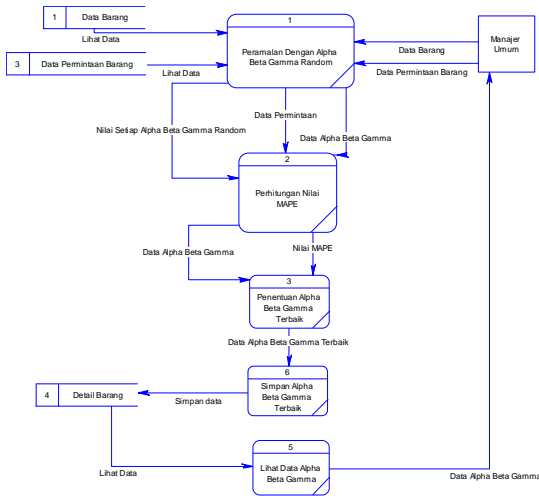 1 Data Barang
Lihat Data
3 Data Permintaan Barang
Lihat Data
1
Peramalan Dengan Alpha
Beta Gamma Random
Manajer
Umum
Data Barang
Data Permintaan Barang
Data Permintaan
Nilai Setiap Alpha Beta Gamma Random
Data Alpha Beta Gamma
2
Perhitungan Nilai
MAPE
Data Alpha Beta Gamma
Nilai MAPE
3
Penentuan Alpha
Beta Gamma
Terbaik
Data Alpha Beta Gamma Terbaik
6
Simpan Alpha
Beta Gamma
Terbaik
4 Detail Barang
Simpan data
5
Lihat Data Alpha
Beta Gamma
Lihat Data
Data Alpha Beta Gamma